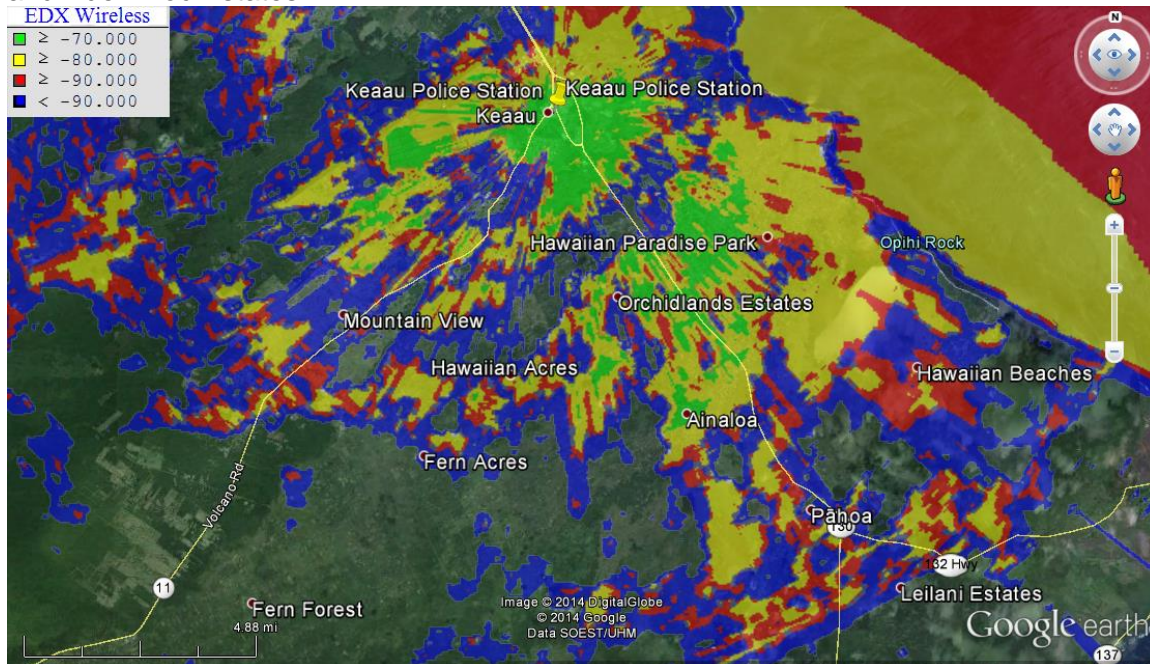 EDX Wireless
≥ -70.000
≥ -80.000
≥ -90.000
< -90.000
N
Keaau Police Station
Keaau Police Station
Keaau
Hawaiian Paradise Park
Opihi Rock
Orchidlands Estates
Mountain View
Hawaiian Acres
Hawaiian Beaches
Ainaloa
Fern Acres
Volcano Rd
Pāhoa
130
132 Hwy
11
Leilani Estates
Fern Forest
4.88 mi
Image © 2014 DigitalGlobe
© 2014 Google
Data SOEST/UHM
Google earth
137